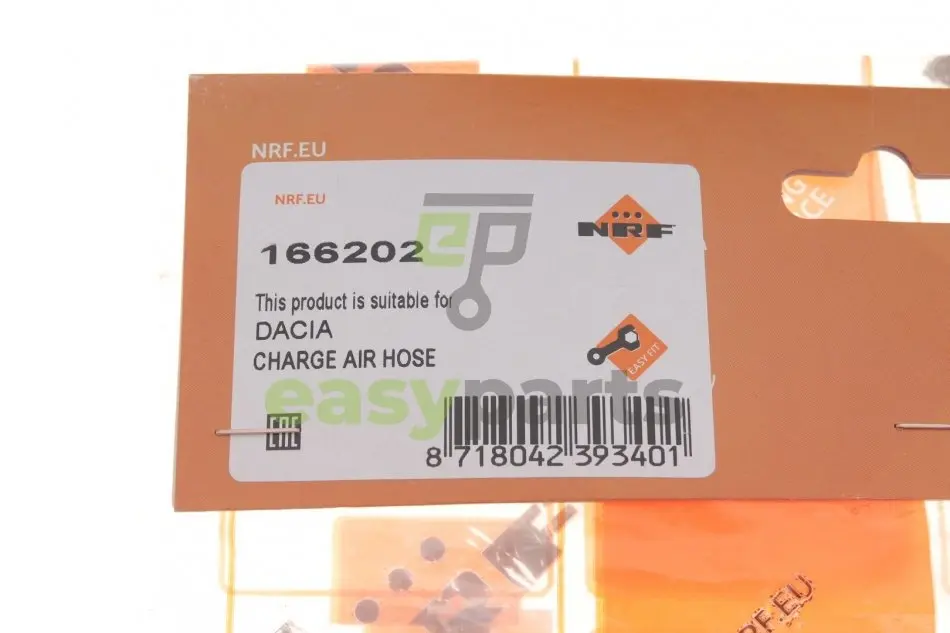 NRF.EU
NRF.EU
NRF
166202
ep
This product is suitable for
DACIA
CHARGE AIR HOSE
EASY FIT
easyparts
EAC
8 718042 393401
NRF.EU